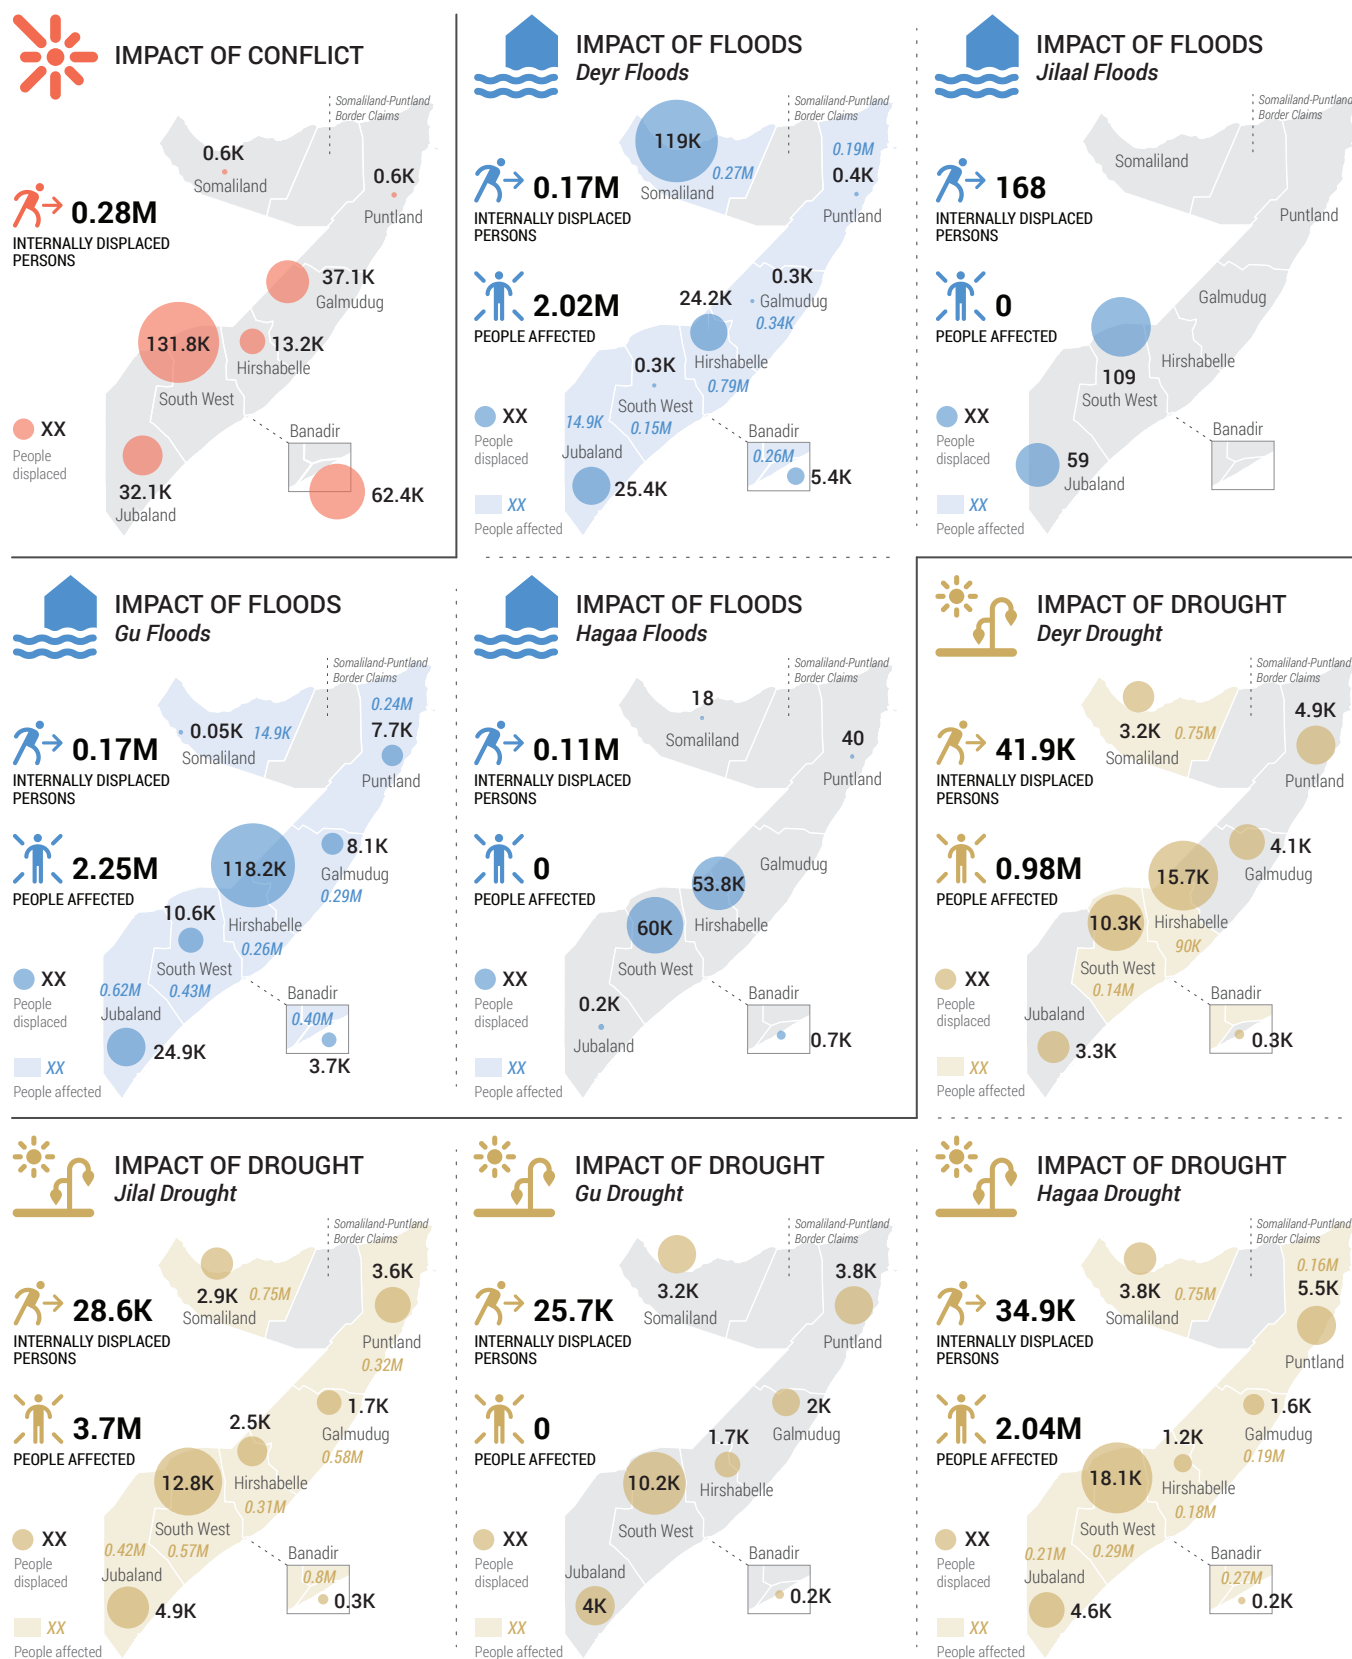 IMPACT OF CONFLICT
Somaliland-Puntland
Border Claims
0.6K
Somaliland
0.6K
Puntland
0.28M
INTERNALLY DISPLACED
PERSONS
37.1K
Galmudug
131.8K
13.2K
Hirshabelle
South West
XX
People
displaced
Banadir
32.1K
Jubaland
62.4K
IMPACT OF FLOODS
Deyr Floods
Somaliland-Puntland
Border Claims
119K
0.27M
Somaliland
0.19M
0.4K
Puntland
0.17M
INTERNALLY DISPLACED
PERSONS
0.3K
Galmudug
0.34K
24.2K
2.02M
PEOPLE AFFECTED
Hirshabelle
0.79M
0.3K
South West
0.15M
XX
People
displaced
14.9K
Jubaland
25.4K
Banadir
0.26M
5.4K
XX
People affected
IMPACT OF FLOODS
Jilaal Floods
Somaliland-Puntland
Border Claims
Somaliland
Puntland
168
INTERNALLY DISPLACED
PERSONS
Galmudug
0
PEOPLE AFFECTED
Hirshabelle
109
South West
XX
People
displaced
Banadir
59
Jubaland
XX
People affected
IMPACT OF FLOODS
Gu Floods
Somaliland-Puntland
Border Claims
0.24M
7.7K
Puntland
0.05K
14.9K
Somaliland
0.17M
INTERNALLY DISPLACED
PERSONS
8.1K
Galmudug
0.29M
118.2K
2.25M
PEOPLE AFFECTED
10.6K
Hirshabelle
0.26M
South West
0.43M
XX
People
displaced
0.62M
Jubaland
24.9K
Banadir
0.40M
3.7K
XX
People affected
IMPACT OF FLOODS
Hagaa Floods
Somaliland-Puntland
Border Claims
18
Somaliland
40
Puntland
0.11M
INTERNALLY DISPLACED
PERSONS
Galmudug
53.8K
0
PEOPLE AFFECTED
60K
Hirshabelle
South West
XX
People
displaced
0.2K
Jubaland
Banadir
0.7K
XX
People affected
IMPACT OF DROUGHT
Deyr Drought
Somaliland-Puntland
Border Claims
3.2K
0.75M
Somaliland
4.9K
Puntland
41.9K
INTERNALLY DISPLACED
PERSONS
4.1K
Galmudug
15.7K
0.98M
PEOPLE AFFECTED
10.3K
Hirshabelle
90K
South West
0.14M
XX
People
displaced
Jubaland
3.3K
Banadir
0.3K
XX
People affected
IMPACT OF DROUGHT
Jilal Drought
Somaliland-Puntland
Border Claims
2.9K
0.75M
Somaliland
3.6K
Puntland
0.32M
28.6K
INTERNALLY DISPLACED
PERSONS
1.7K
Galmudug
0.58M
2.5K
3.7M
PEOPLE AFFECTED
12.8K
Hirshabelle
0.31M
South West
0.57M
XX
People
displaced
0.42M
Jubaland
4.9K
Banadir
0.8M
0.3K
XX
People affected
IMPACT OF DROUGHT
Gu Drought
Somaliland-Puntland
Border Claims
3.2K
Somaliland
3.8K
Puntland
25.7K
INTERNALLY DISPLACED
PERSONS
2K
Galmudug
1.7K
0
PEOPLE AFFECTED
10.2K
Hirshabelle
South West
XX
People
displaced
Jubaland
4K
Banadir
0.2K
XX
People affected
IMPACT OF DROUGHT
Hagaa Drought
Somaliland-Puntland
Border Claims
3.8K
0.75M
Somaliland
0.16M
5.5K
Puntland
34.9K
INTERNALLY DISPLACED
PERSONS
1.6K
Galmudug
0.19M
1.2K
2.04M
PEOPLE AFFECTED
18.1K
Hirshabelle
0.18M
South West
0.29M
XX
People
displaced
0.21M
Jubaland
4.6K
Banadir
0.27M
0.2K
XX
People affected